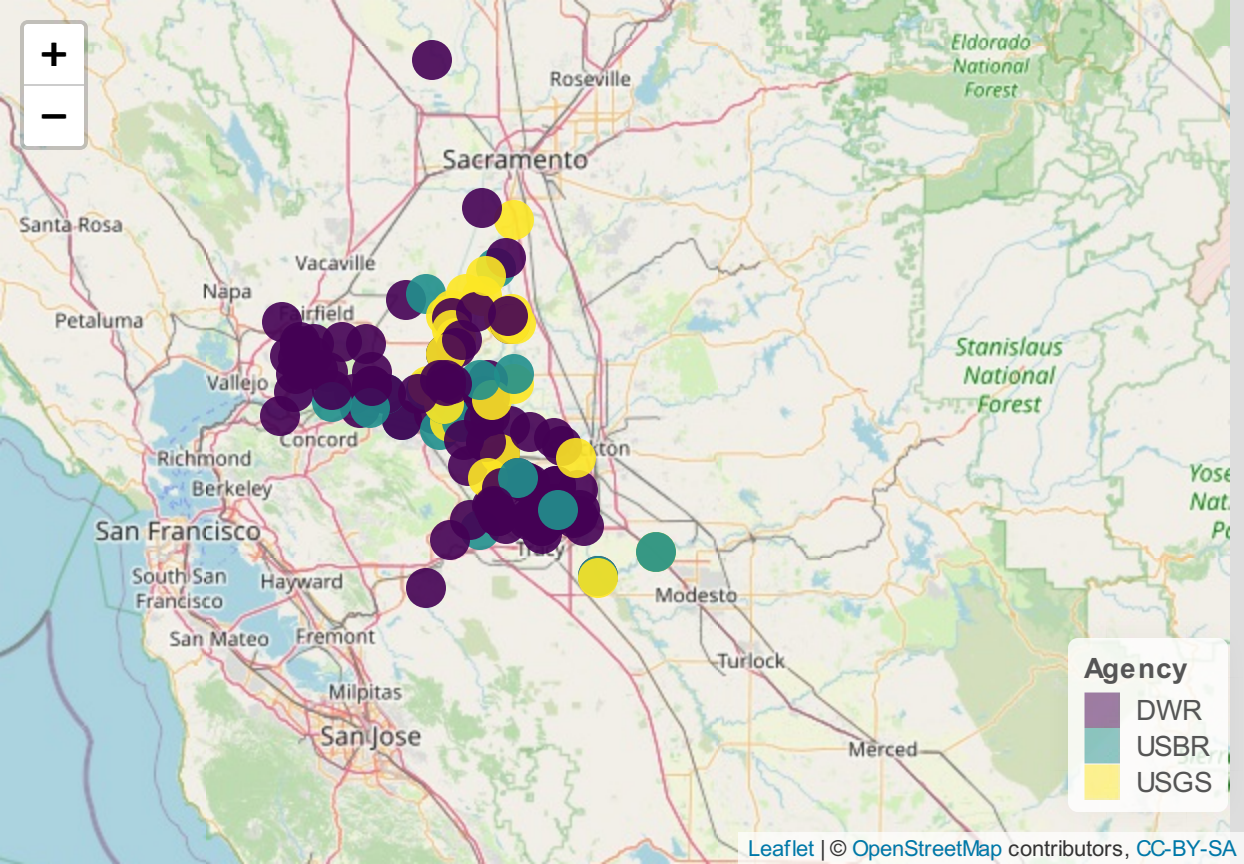 +
−
Eldorado
National
Forest
Roseville
Sacramento
Santa Rosa
Vacaville
Napa
Fairfield
Petaluma
Stanislaus
National
Forest
Vallejo
Concord
kton
Richmond
Berkeley
San Francisco
Tracy
South San
Francisco
Hayward
Modesto
San Mateo
Fremont
Turlock
Milpitas
San Jose
Merced
Agency
DWR
USBR
USGS
Leaflet | © OpenStreetMap contributors, CC-BY-SA